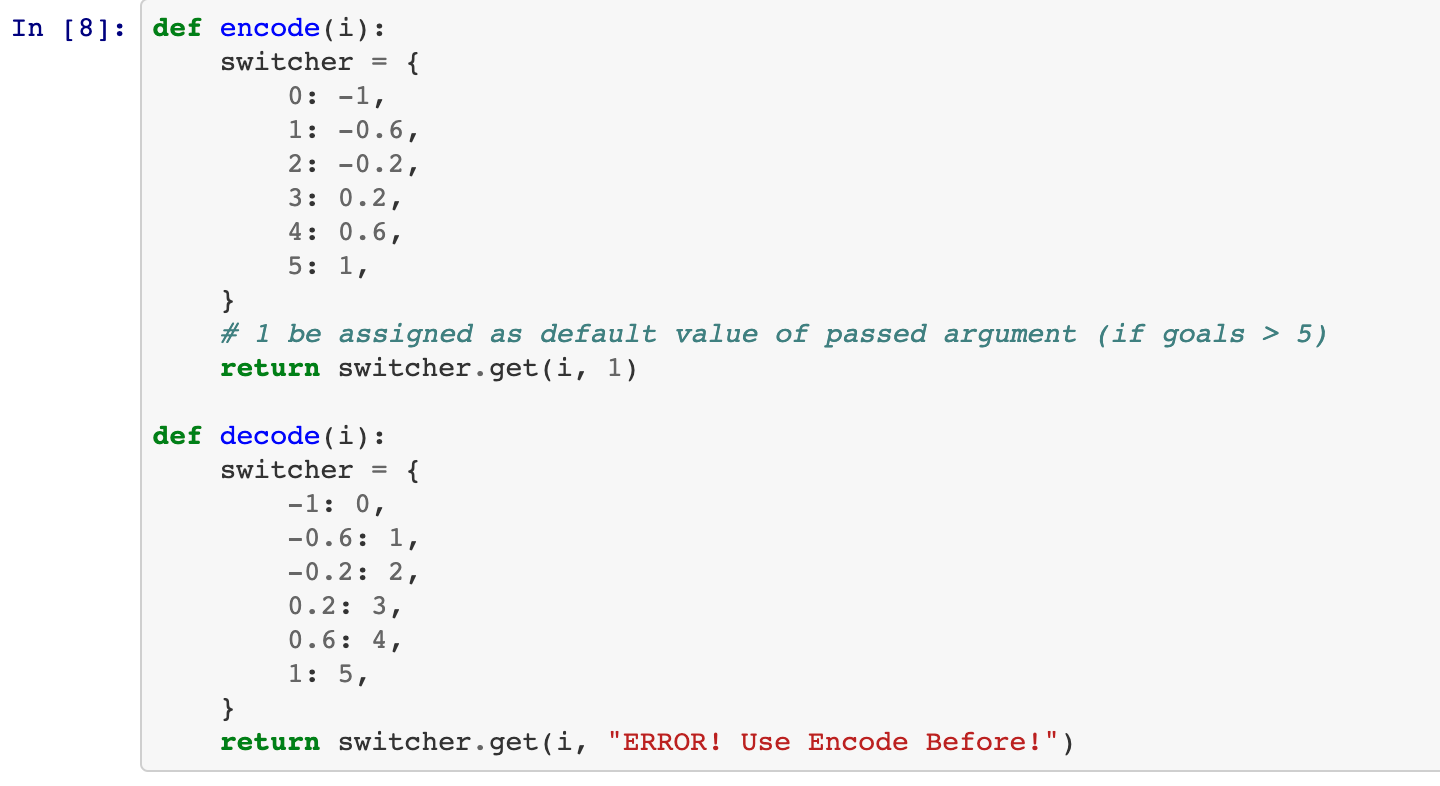 In [8]: def encode(i):
    switcher = {
        0: -1,
        1: -0.6,
        2: -0.2,
        3: 0.2,
        4: 0.6,
        5: 1,
    }
    # 1 be assigned as default value of passed argument (if goals > 5)
    return switcher.get(i, 1)

def decode(i):
    switcher = {
        -1: 0,
        -0.6: 1,
        -0.2: 2,
        0.2: 3,
        0.6: 4,
        1: 5,
    }
    return switcher.get(i, "ERROR! Use Encode Before!")